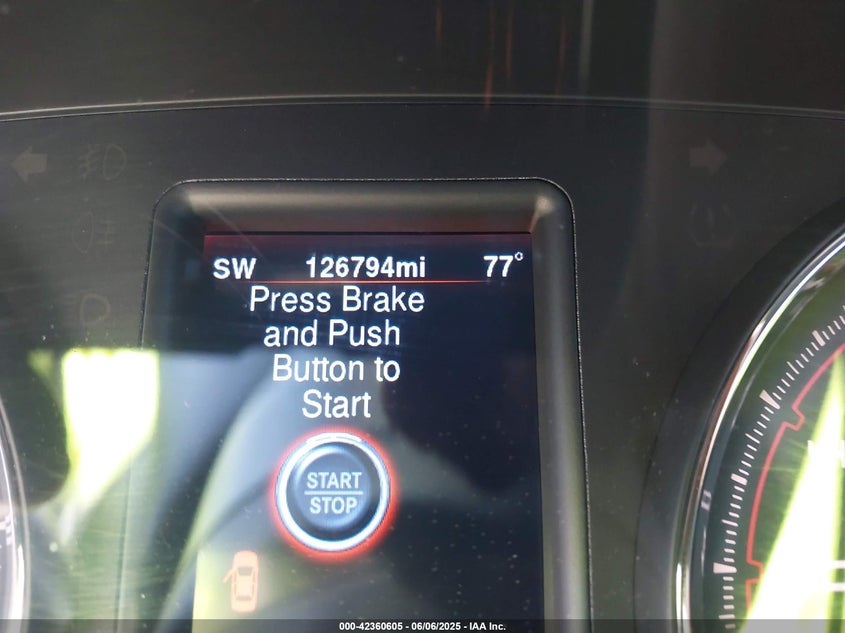 SW 126794mi 77°
Press Brake
and Push
Button to
Start
START
STOP
000-42360605 - 06/06/2025 - IAA Inc.